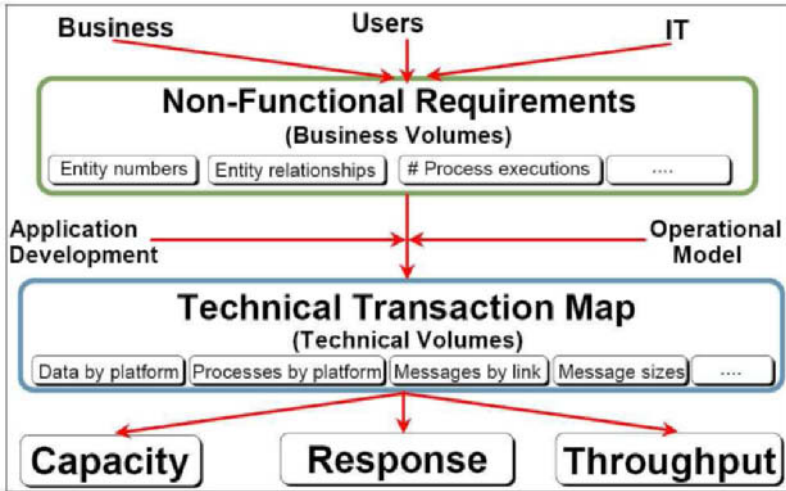 Business
Users
IT
Non-Functional Requirements
(Business Volumes)
Entity numbers
Entity relationships
# Process executions
....
Application
Development
Operational
Model
Technical Transaction Map
(Technical Volumes)
Data by platform
Processes by platform
Messages by link
Message sizes
....
Capacity
Response
Throughput